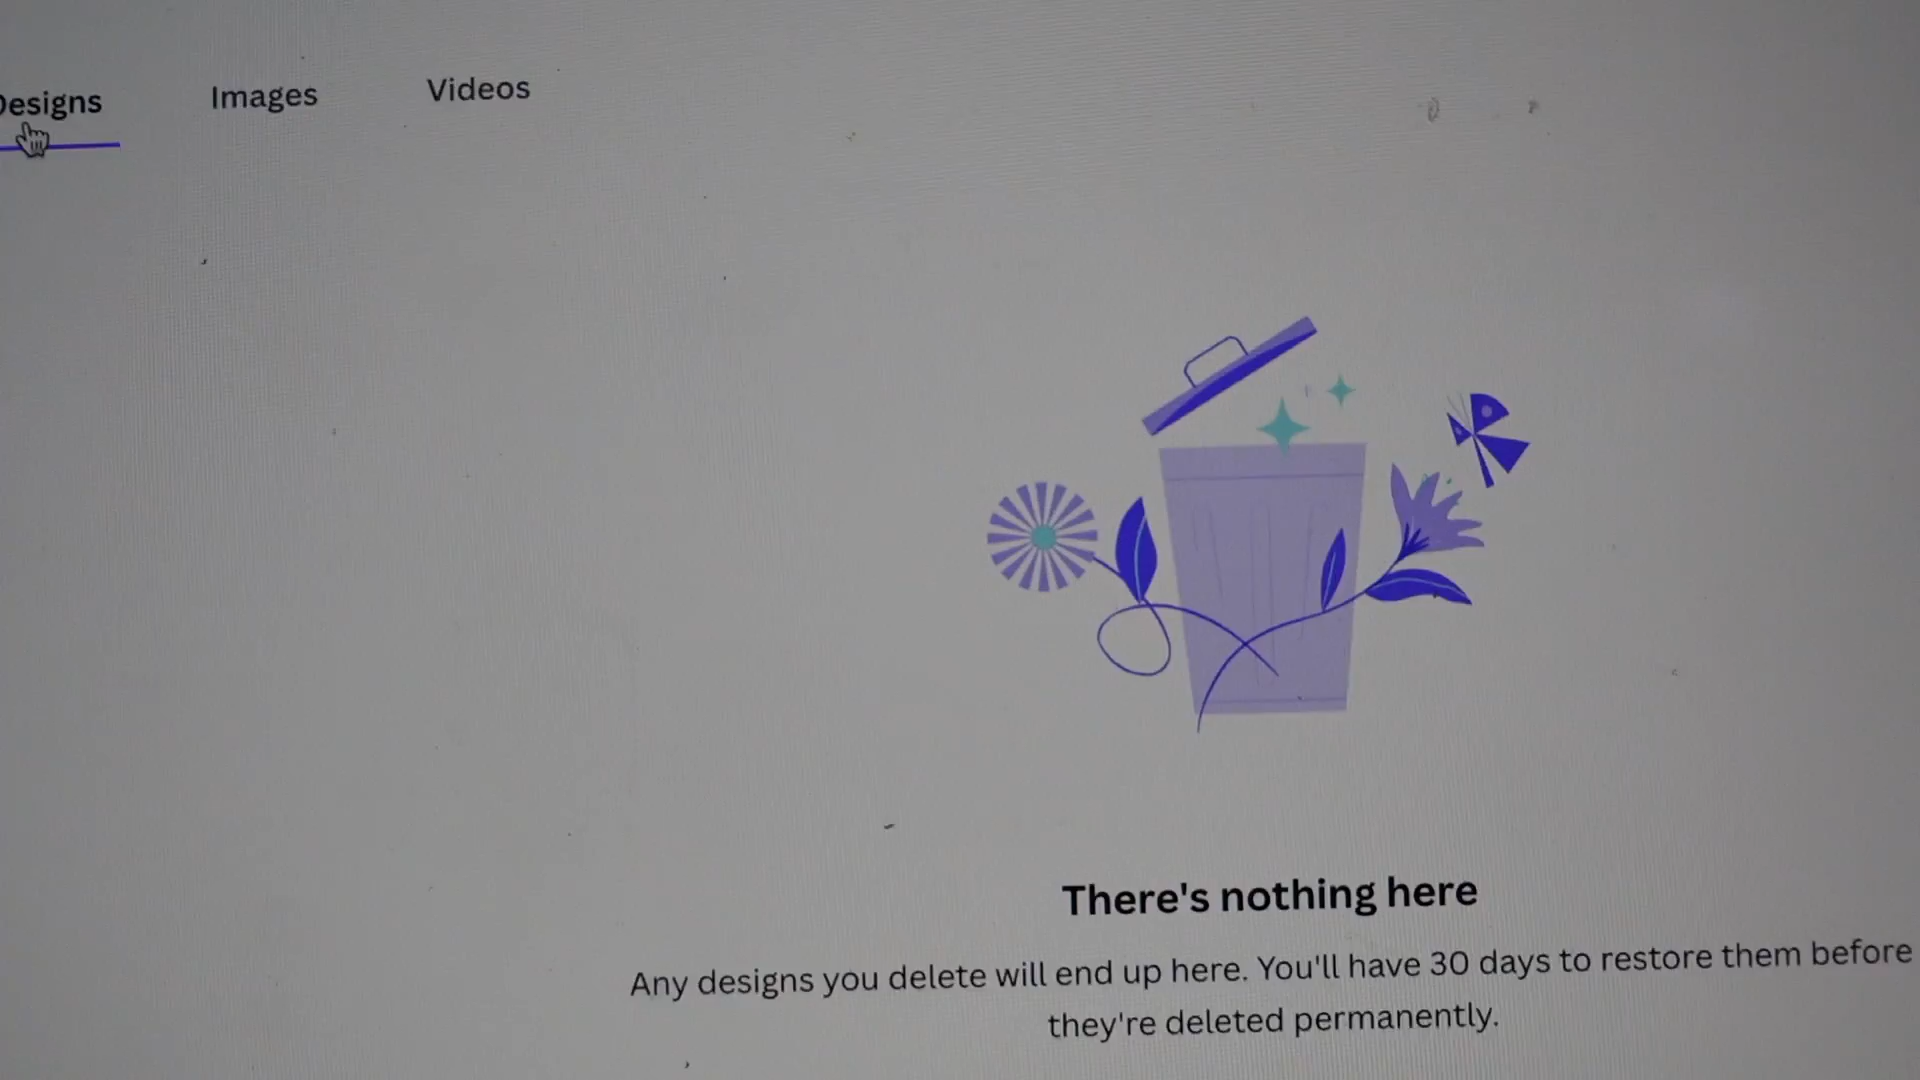 Designs
Images
Videos
There's nothing here
Any designs you delete will end up here. You'll have 30 days to restore them before
they're deleted permanently.